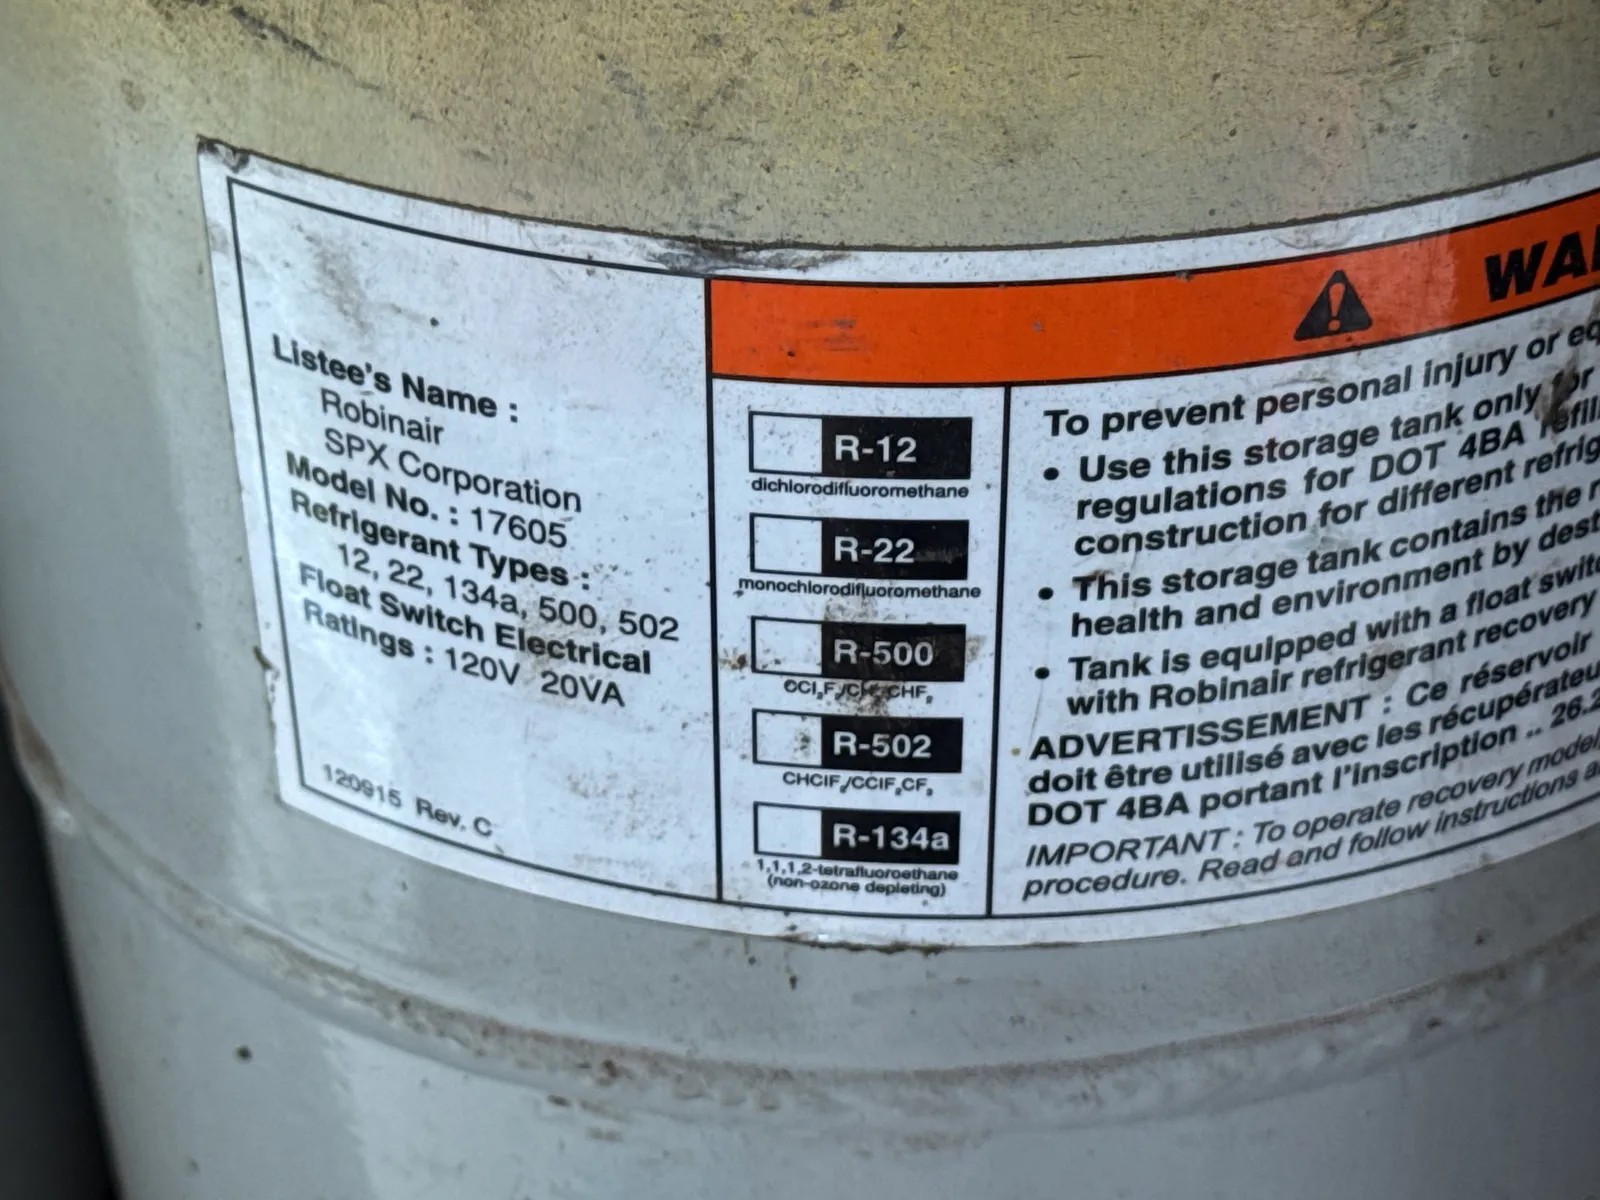 Listee's Name :
Robinair
SPX Corporation
Model No. : 17605
Refrigerant Types :
12, 22, 134a, 500, 502
Float Switch Electrical
Ratings : 120V 20VA
120915 Rev. C
R-12
dichlorodifluoromethane
R-22
monochlorodifluoromethane
R-500
R-502
CHClF₂/CClF₂CF₃
R-134a
1,1,1,2-tetrafluoroethane
(non-ozone depleting)
To prevent personal injury or
Use this storage tank only for
regulations for DOT 4BA
construction for different
This storage tank contains the
health and environment by
Tank is equipped with a float
with Robinair refrigerant recovery
ADVERTISSEMENT : Ce réservoir
doit être utilisé avec les
DOT 4BA portant l'inscription ..
IMPORTANT : To operate recovery
procedure. Read and follow instructions